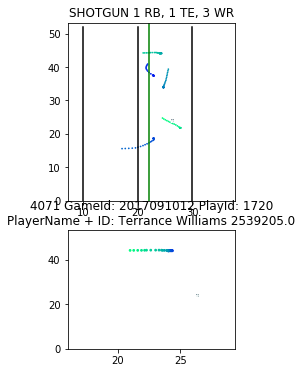 SHOTGUN 1 RB, 1 TE, 3 WR
50
40
30
20
10
0
10 20 30
4071 GameId: 2017091012 PlayId: 1720
PlayerName + ID: Terrance Williams 2539205.0
40
20
0
20 25